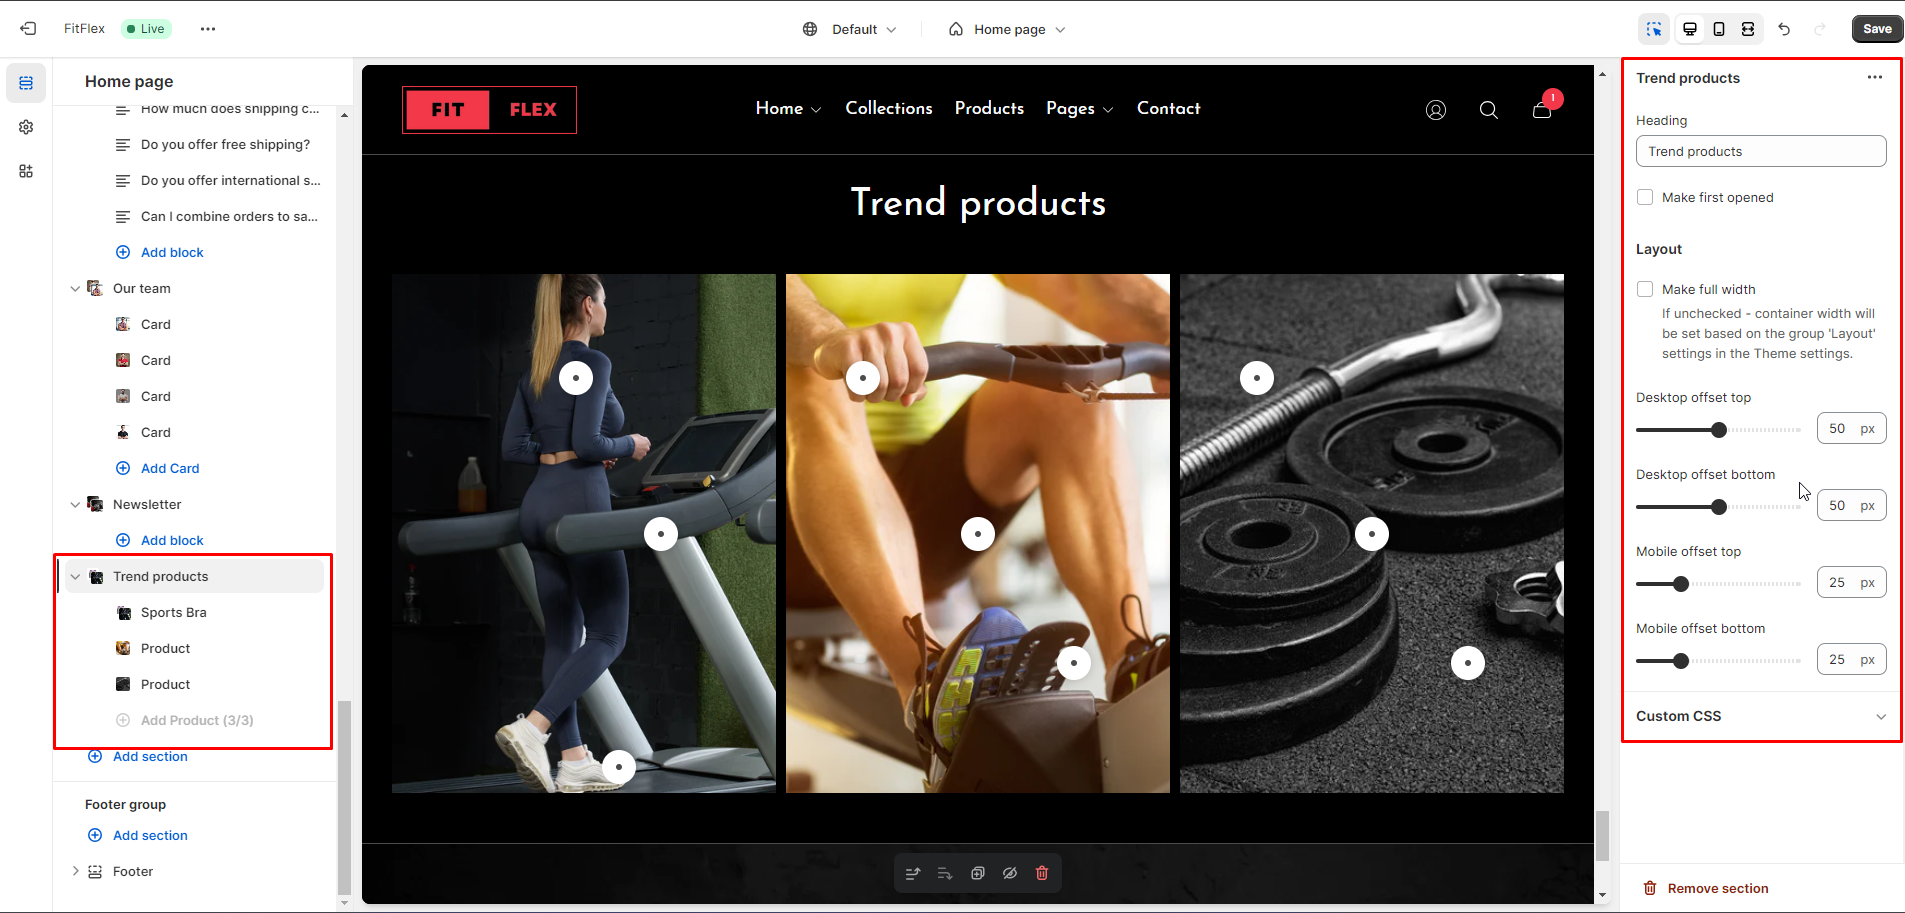 FitFlex
Live
Default
Home page
Save
Home page
How much does shipping c...
Do you offer free shipping?
Do you offer international s...
Can I combine orders to sa...
Add block
Our team
Card
Card
Card
Card
Add Card
Newsletter
Add block
Trend products
Sports Bra
Product
Product
Add Product (3/3)
Add section
Footer group
Add section
Footer
FIT FLEX
Home
Collections
Products
Pages
Contact
1
Trend products
Trend products
Heading
Trend products
Make first opened
Layout
Make full width
If unchecked - container width will
be set based on the group 'Layout'
settings in the Theme settings.
Desktop offset top
50 px
Desktop offset bottom
50 px
Mobile offset top
25 px
Mobile offset bottom
25 px
Custom CSS
Remove section